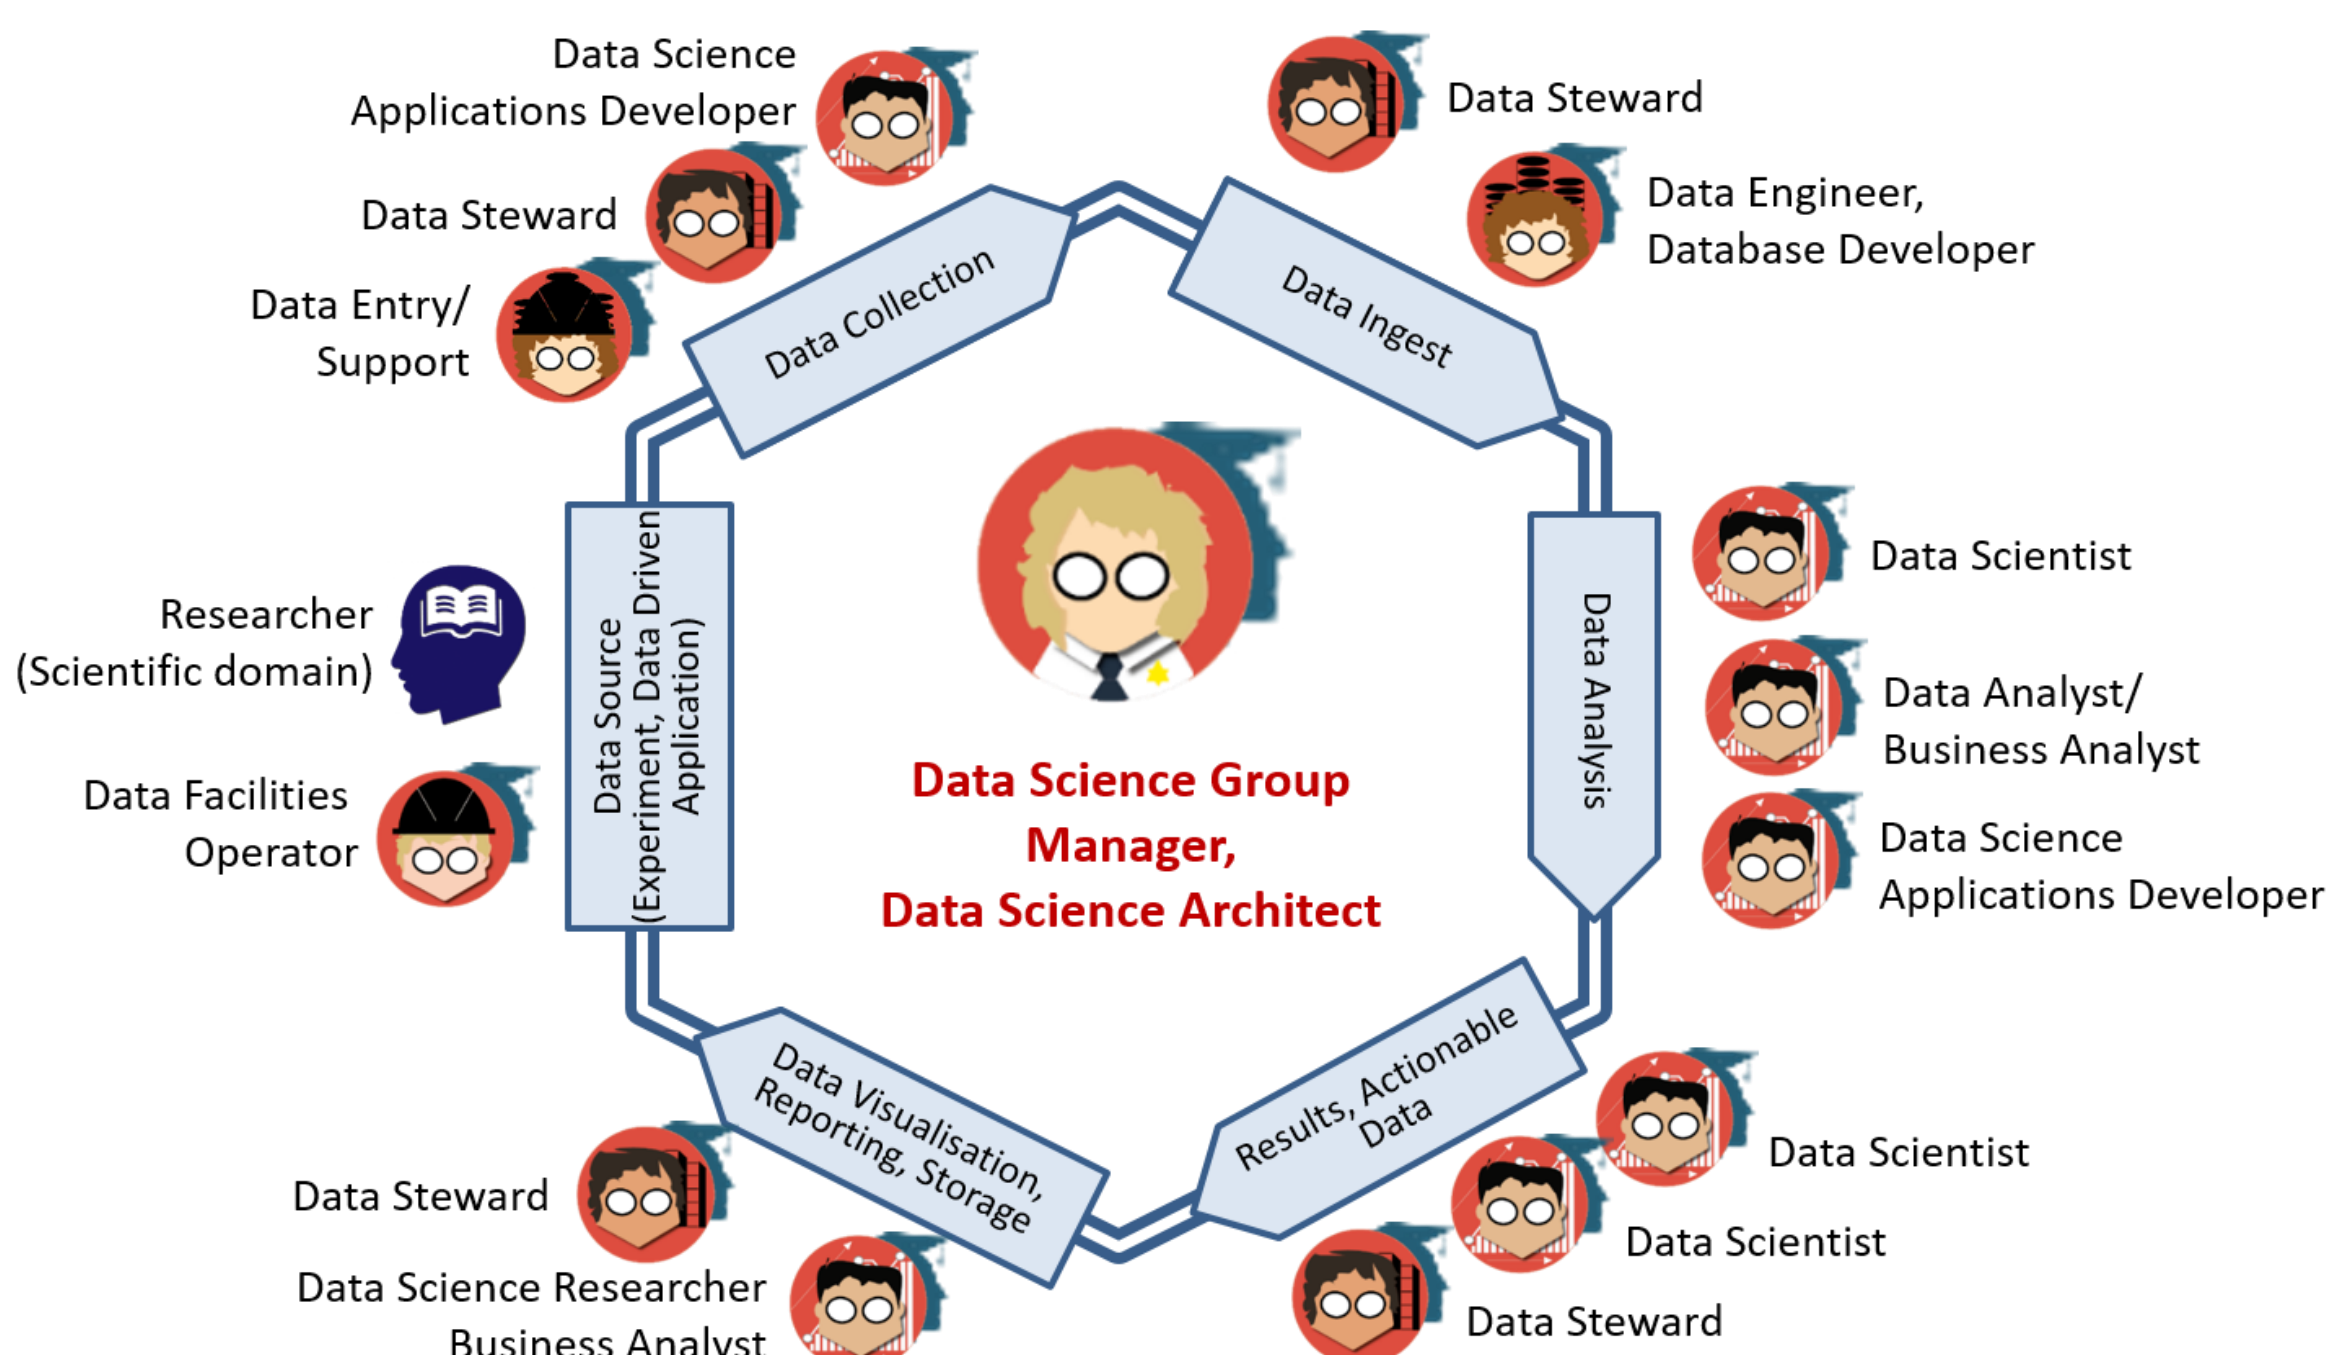 Data Science
Applications Developer
Data Steward
Data Entry/
Support
Data Steward
Data Engineer,
Database Developer
Data Collection
Data Ingest
Researcher
(Scientific domain)
Data Facilities
Operator
Data Source
(Experiment, Data Driven
Application)
Data Science Group
Manager,
Data Science Architect
Data Analysis
Data Scientist
Data Analyst/
Business Analyst
Data Science
Applications Developer
Data Visualisation,
Reporting, Storage
Results, Actionable
Data
Data Steward
Data Science Researcher
Business Analyst
Data Scientist
Data Scientist
Data Steward